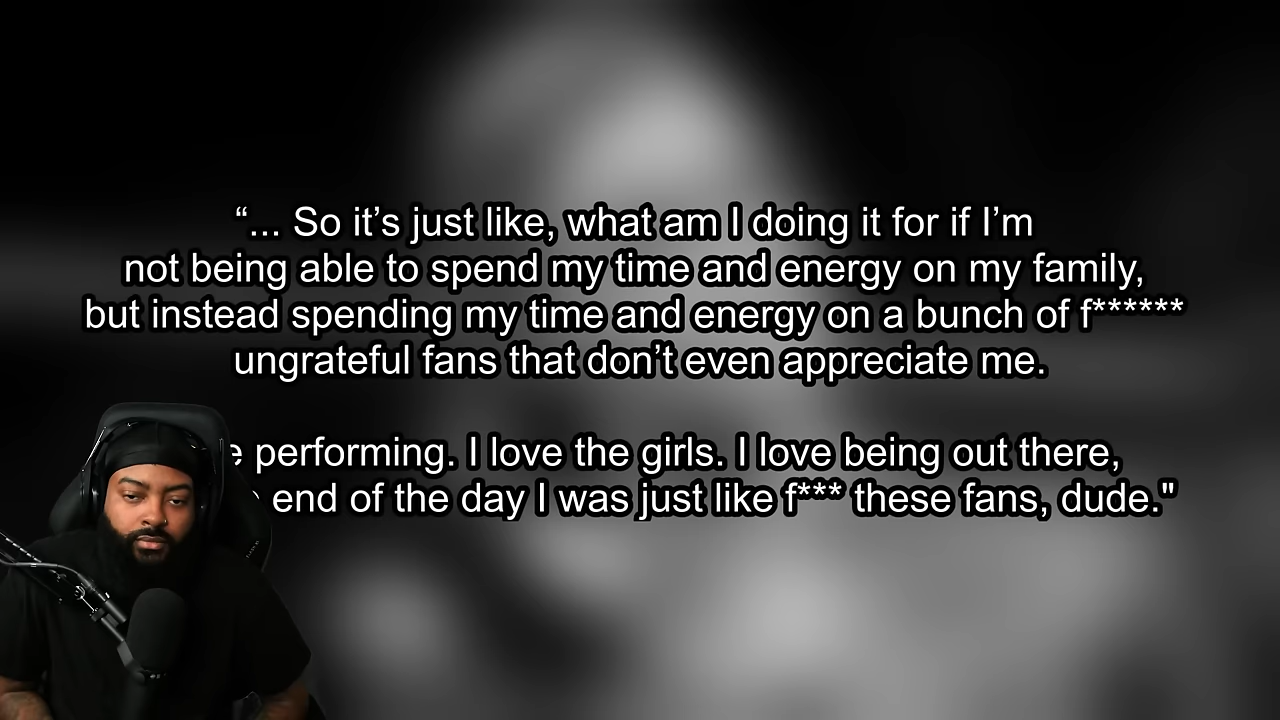 “... So it’s just like, what am I doing it for if I’m
not being able to spend my time and energy on my family,
but instead spending my time and energy on a bunch of f******
ungrateful fans that don’t even appreciate me.
performing. I love the girls. I love being out there,
end of the day I was just like f*** these fans, dude."